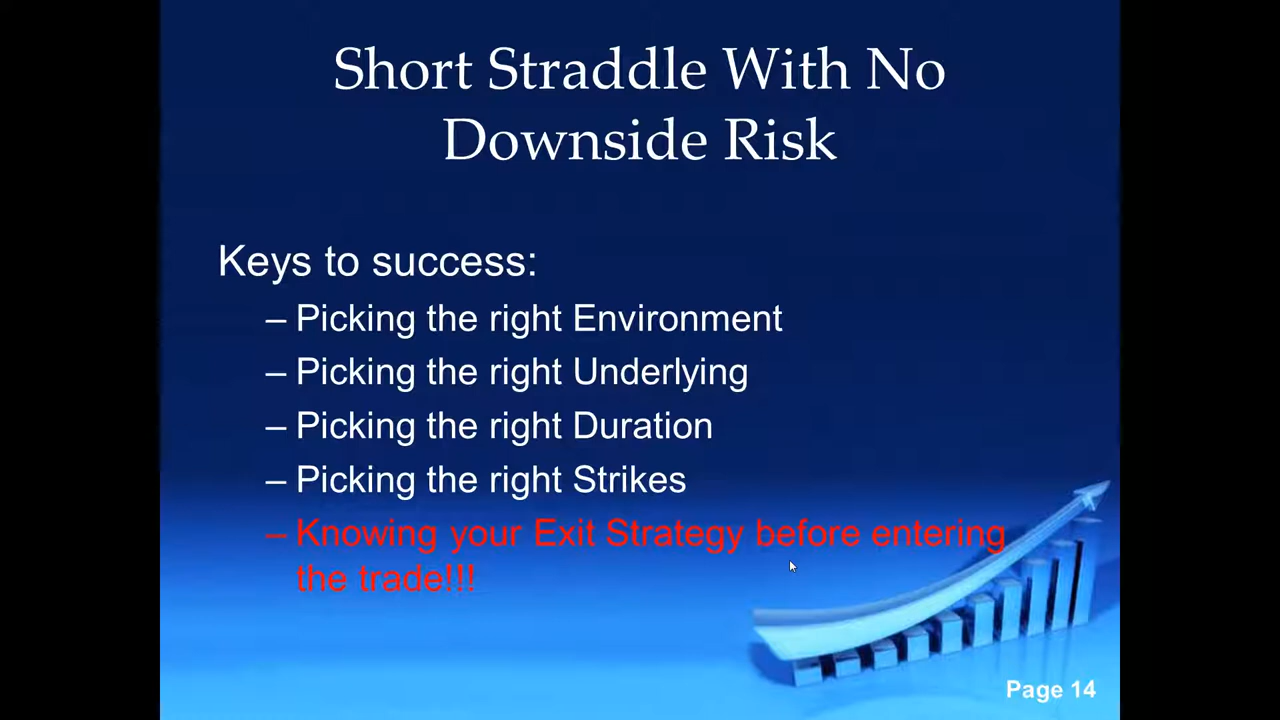 Short Straddle With No
Downside Risk
Keys to success:
– Picking the right Environment
– Picking the right Underlying
– Picking the right Duration
– Picking the right Strikes
– Knowing your Exit Strategy before entering
the trade!!!
Page 14